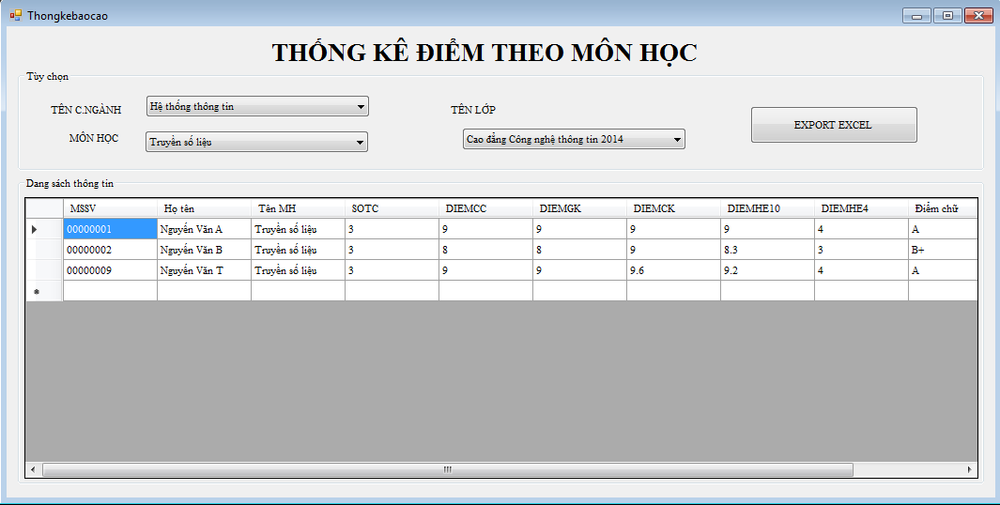 Thongkebaocao
THỐNG KÊ ĐIỂM THEO MÔN HỌC
Tùy chọn
TÊN C.NGÀNH Hệ thống thông tin TÊN LỚP
MÔN HỌC Truyền số liệu Cao đẳng Công nghệ thông tin 2014 EXPORT EXCEL
Dang sách thông tin
MSSV Họ tên Tên MH SOTC DIEMCC DIEMGK DIEMCK DIEMHE10 DIEMHE4 Điểm chữ
00000001 Nguyễn Văn A Truyền số liệu 3 9 9 9 9 4 A
00000002 Nguyễn Văn B Truyền số liệu 3 8 8 9 8.3 3 B+
00000009 Nguyễn Văn T Truyền số liệu 3 9 9 9.6 9.2 4 A